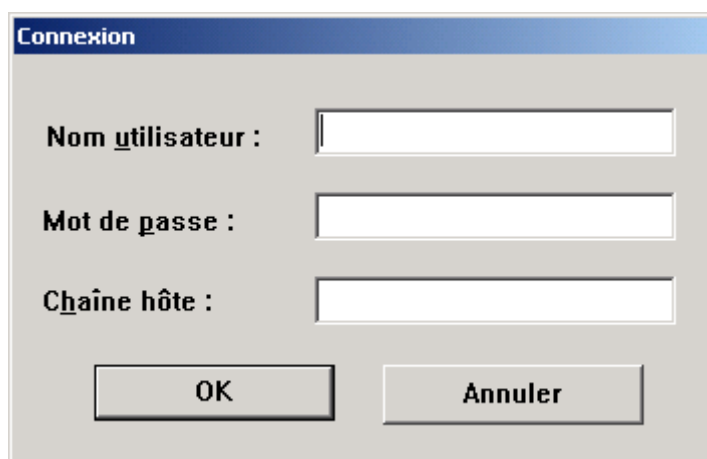 Connexion
Nom utilisateur :
Mot de passe :
Chaîne hôte :
OK
Annuler